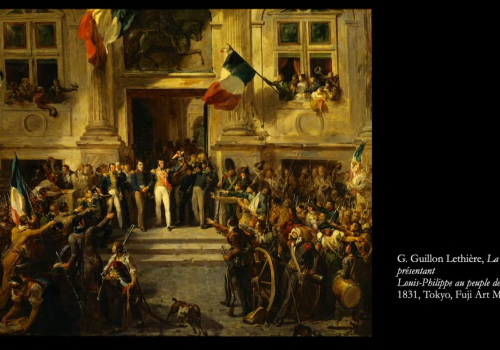 G. Guillon Lethière, La
présentant
Louis-Philippe au peuple de
1831, Tokyo, Fuji Art M